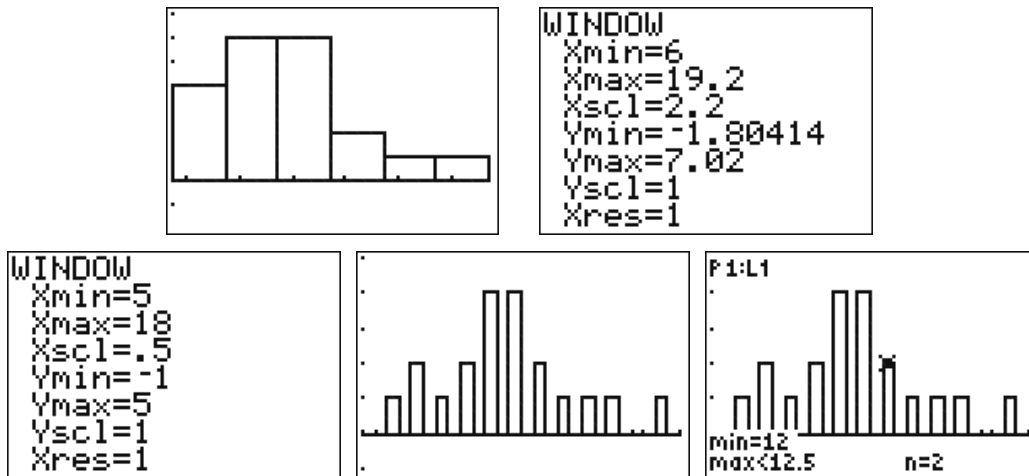 WINDOW
Xmin=6
Xmax=19.2
Xscl=2.2
Ymin=-1.80414
Ymax=7.02
Yscl=1
Xres=1
WINDOW
Xmin=5
Xmax=18
Xscl=.5
Ymin=-1
Ymax=5
Yscl=1
Xres=1
P1:L1
min=12
max<12.5 n=2